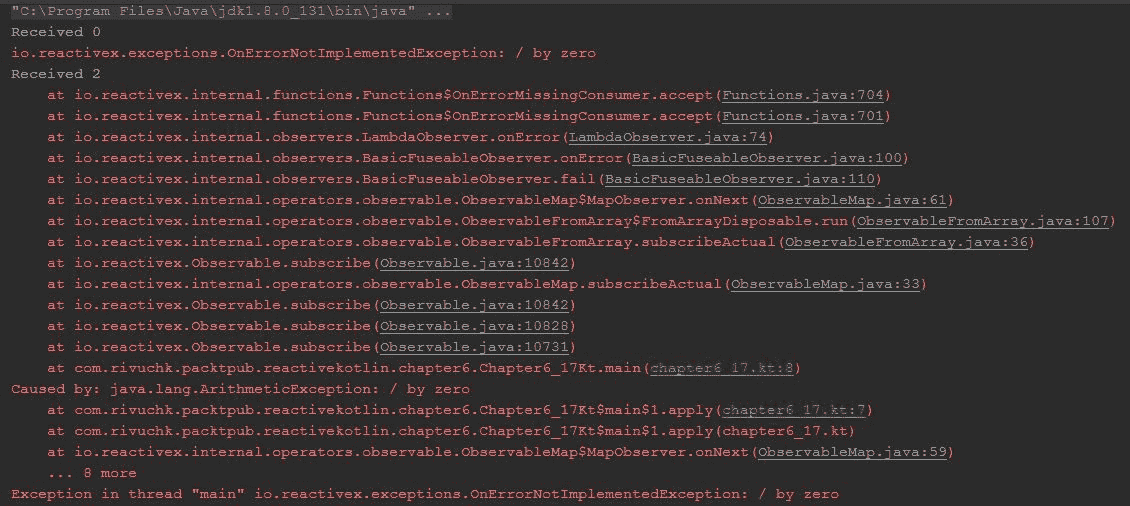 "C:\Program Files\Java\jdk1.8.0_131\bin\java" ...
Received 0
io.reactivex.exceptions.OnErrorNotImplementedException: / by zero
Received 2
    at io.reactivex.internal.functions.Functions$OnErrorMissingConsumer.accept(Functions.java:704)
    at io.reactivex.internal.functions.Functions$OnErrorMissingConsumer.accept(Functions.java:701)
    at io.reactivex.internal.observers.LambdaObserver.onError(LambdaObserver.java:74)
    at io.reactivex.internal.observers.BasicFuseableObserver.onError(BasicFuseableObserver.java:100)
    at io.reactivex.internal.observers.BasicFuseableObserver.fail(BasicFuseableObserver.java:110)
    at io.reactivex.internal.operators.observable.ObservableMap$MapObserver.onNext(ObservableMap.java:61)
    at io.reactivex.internal.operators.observable.ObservableFromArray$FromArrayDisposable.run(ObservableFromArray.java:107)
    at io.reactivex.internal.operators.observable.ObservableFromArray.subscribeActual(ObservableFromArray.java:36)
    at io.reactivex.Observable.subscribe(Observable.java:10842)
    at io.reactivex.internal.operators.observable.ObservableMap.subscribeActual(ObservableMap.java:33)
    at io.reactivex.Observable.subscribe(Observable.java:10842)
    at io.reactivex.Observable.subscribe(Observable.java:10828)
    at io.reactivex.Observable.subscribe(Observable.java:10731)
    at com.rivuchk.packtpub.reactivekotlin.chapter6.Chapter6_17Kt.main(chapter6_17.kt:8)
Caused by: java.lang.ArithmeticException: / by zero
    at com.rivuchk.packtpub.reactivekotlin.chapter6.Chapter6_17Kt$main$1.apply(chapter6_17.kt:7)
    at com.rivuchk.packtpub.reactivekotlin.chapter6.Chapter6_17Kt$main$1.apply(chapter6_17.kt)
    at io.reactivex.internal.operators.observable.ObservableMap$MapObserver.onNext(ObservableMap.java:59)
    ... 8 more
Exception in thread "main" io.reactivex.exceptions.OnErrorNotImplementedException: / by zero